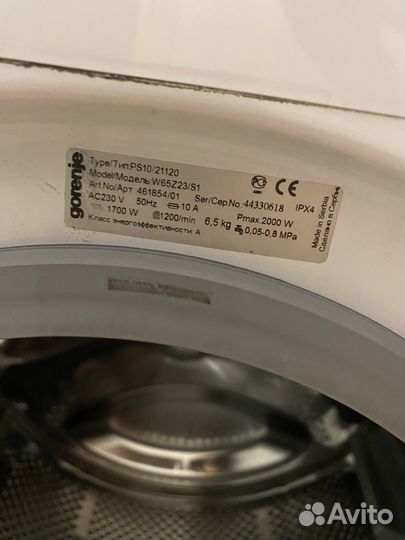 gorenje
Type/Тип:PS10/21120
Model/Модель: W65Z23/S1
Art No/Арт 461854/01 Ser/Сер.No. 44330618 IPX4
AC230 V 50Hz 10 A
1700 W 1200/min 6,5 kg Pmax.2000 W 0,05-0,8 MPa
Класс энергоэффективности: A
Made in Serbia
Сделано в Сербии
Avito